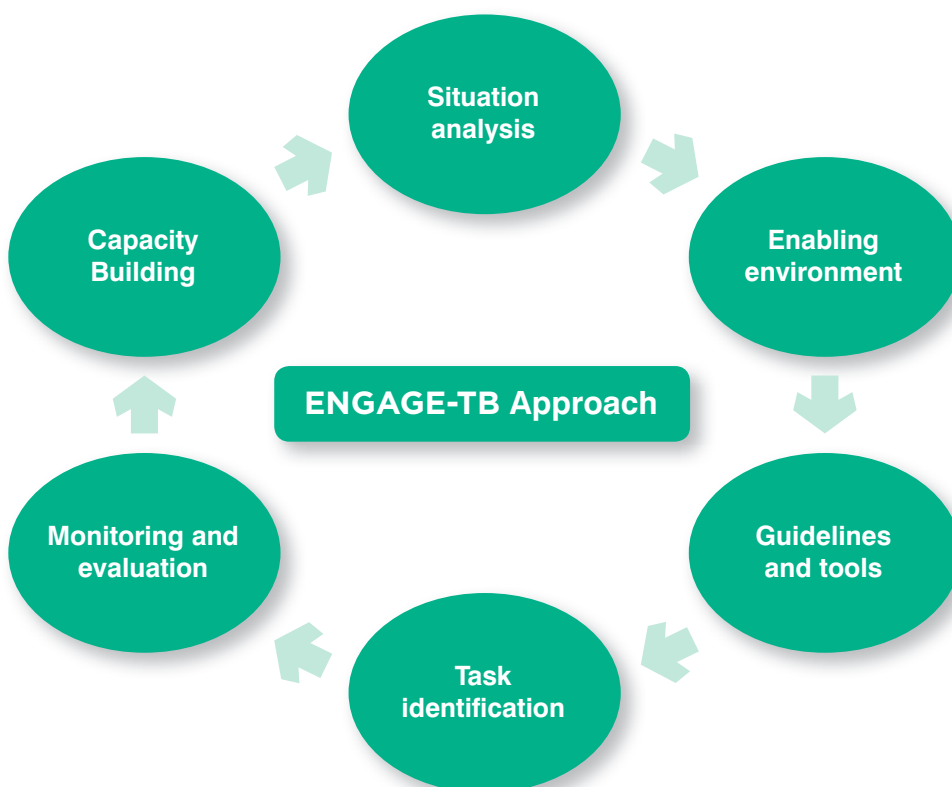 Situation
analysis
Enabling
environment
Guidelines
and tools
Task
identification
Monitoring and
evaluation
Capacity
Building
ENGAGE-TB Approach